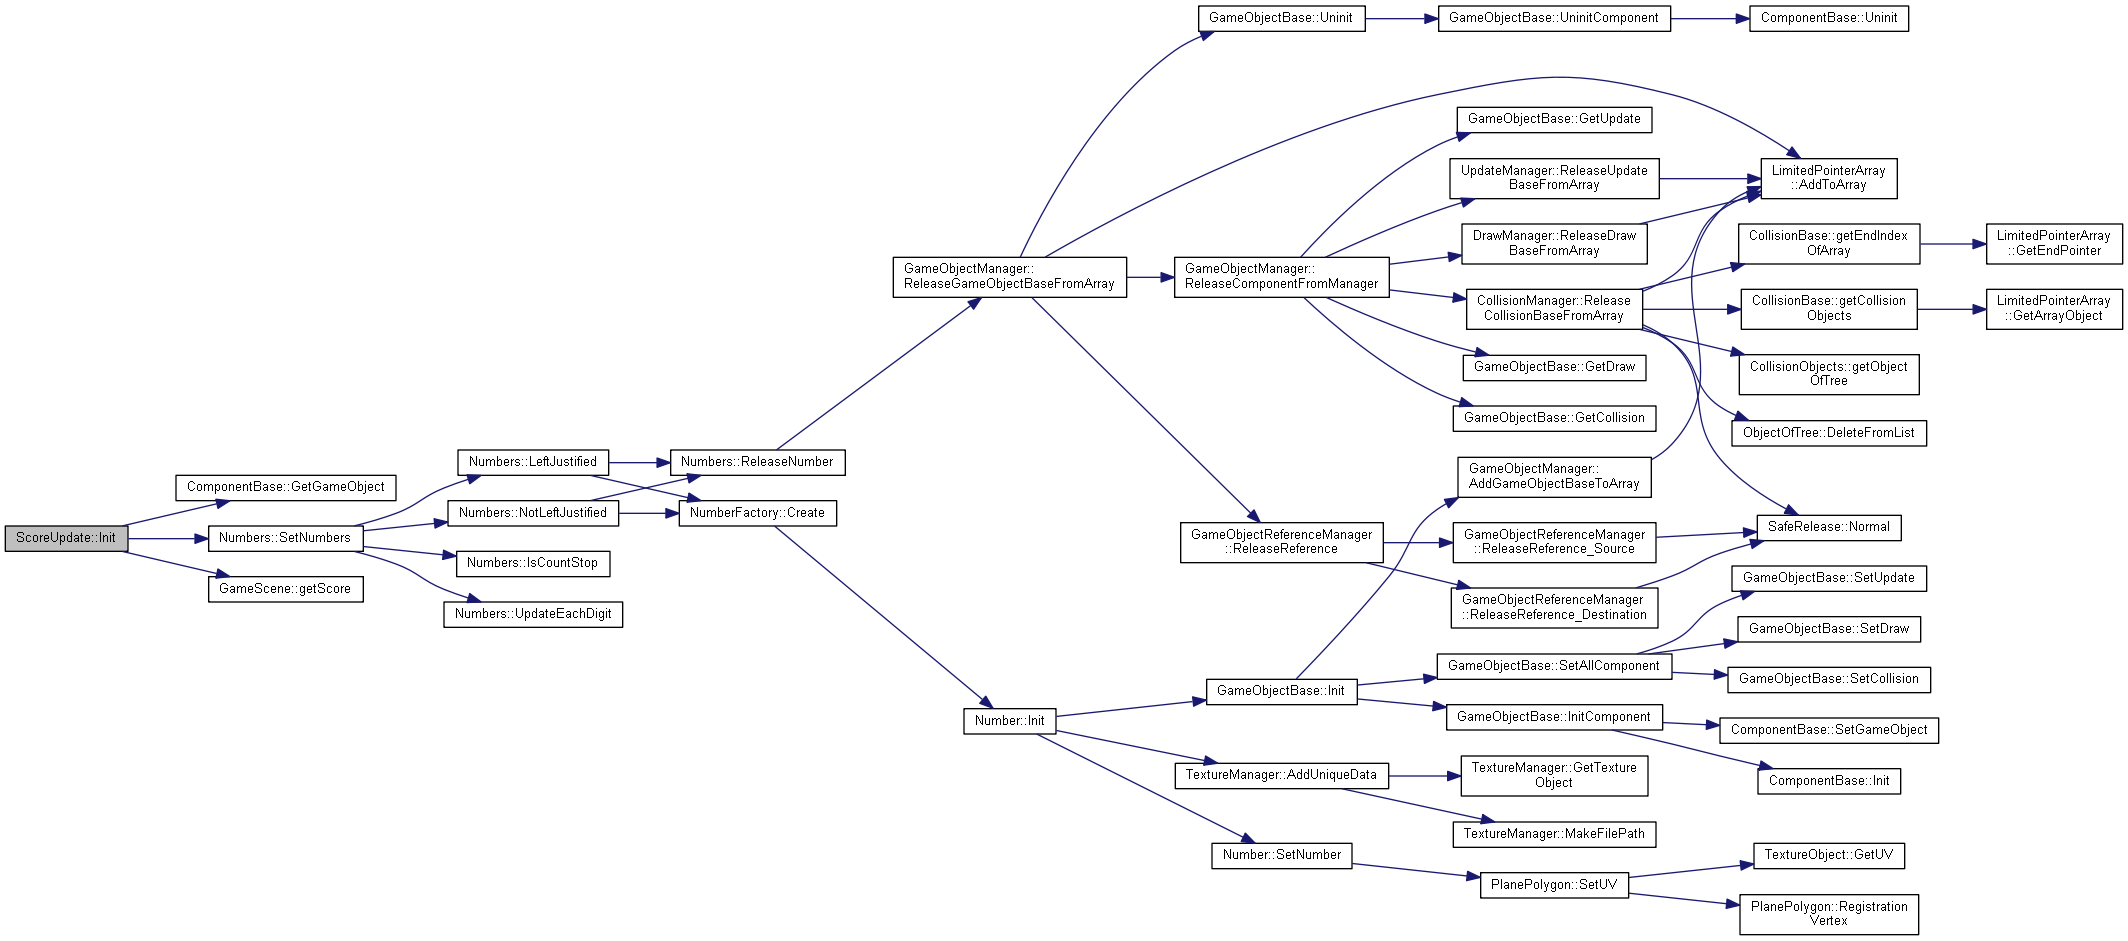 ScoreUpdate::Init
ComponentBase::GetGameObject
Numbers::SetNumbers
GameScene::getScore
Numbers::LeftJustified
Numbers::NotLeftJustified
Numbers::IsCountStop
Numbers::UpdateEachDigit
Numbers::ReleaseNumber
NumberFactory::Create
GameObjectManager::
ReleaseGameObjectBaseFromArray
Number::Init
GameObjectBase::Uninit
GameObjectManager::
ReleaseComponentFromManager
GameObjectReferenceManager
::ReleaseReference
GameObjectBase::Init
TextureManager::AddUniqueData
Number::SetNumber
GameObjectBase::UninitComponent
GameObjectBase::GetUpdate
UpdateManager::ReleaseUpdate
BaseFromArray
DrawManager::ReleaseDraw
BaseFromArray
CollisionManager::Release
CollisionBaseFromArray
GameObjectBase::GetDraw
GameObjectBase::GetCollision
GameObjectManager::
AddGameObjectBaseToArray
GameObjectReferenceManager
::ReleaseReference_Source
GameObjectReferenceManager
::ReleaseReference_Destination
GameObjectBase::SetAllComponent
GameObjectBase::InitComponent
TextureManager::GetTexture
Object
TextureManager::MakeFilePath
PlanePolygon::SetUV
ComponentBase::Uninit
LimitedPointerArray
::AddToArray
CollisionBase::getEndIndex
OfArray
CollisionBase::getCollision
Objects
CollisionObjects::getObject
OfTree
ObjectOfTree::DeleteFromList
SafeRelease::Normal
GameObjectBase::SetUpdate
GameObjectBase::SetDraw
GameObjectBase::SetCollision
ComponentBase::SetGameObject
ComponentBase::Init
TextureObject::GetUV
PlanePolygon::Registration
Vertex
LimitedPointerArray
::GetEndPointer
LimitedPointerArray
::GetArrayObject